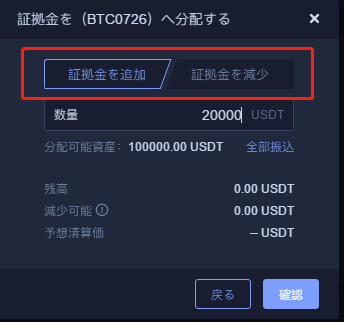 証拠金を（BTC0726）へ分配する ×
証拠金を追加 証拠金を減少
数量 20000 USDT
分配可能資産: 100000.00 USDT 全部振込
残高 0.00 USDT
減少可能 0.00 USDT
予想清算価 -- USDT
戻る 確認